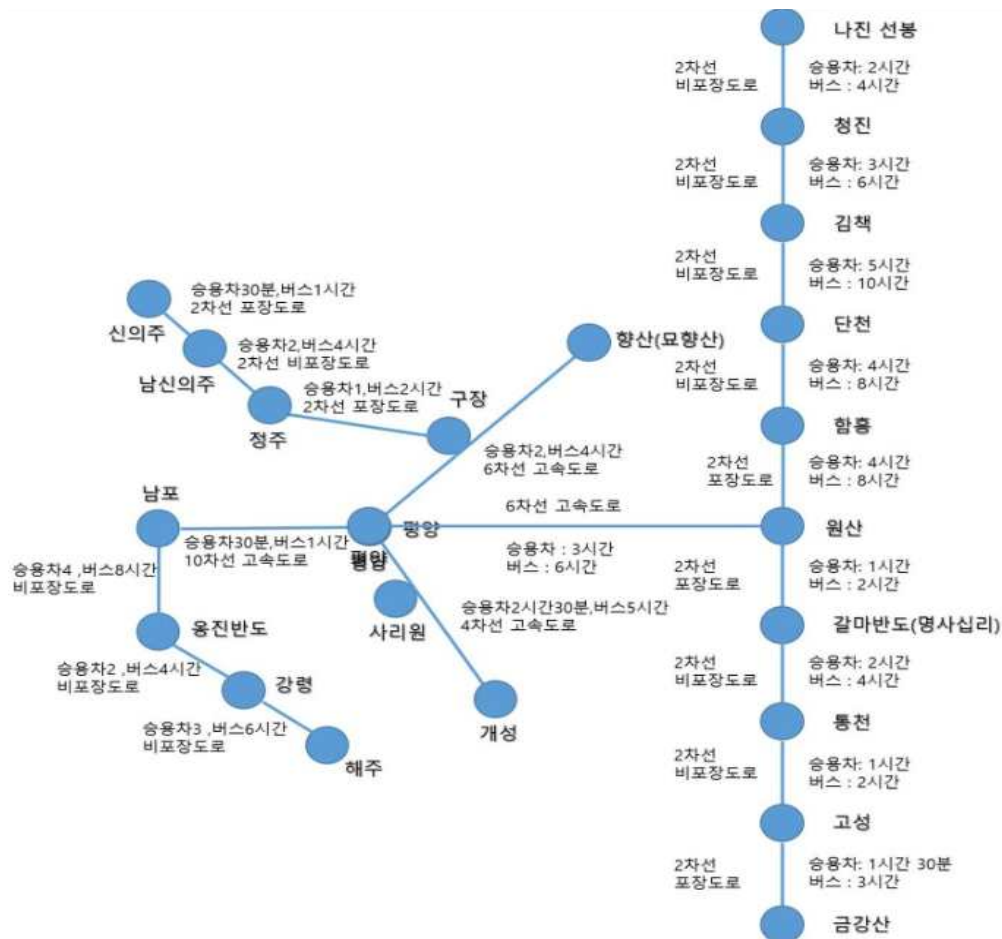 나진 선봉
2차선
비포장도로
승용차: 2시간
버스 : 4시간
청진
2차선
비포장도로
승용차: 3시간
버스 : 6시간
김책
2차선
비포장도로
승용차: 5시간
버스 : 10시간
단천
2차선
비포장도로
승용차: 4시간
버스 : 8시간
함흥
2차선
포장도로
승용차: 4시간
버스 : 8시간
원산
2차선
포장도로
승용차: 1시간
버스 : 2시간
갈마반도(명사십리)
2차선
비포장도로
승용차: 2시간
버스 : 4시간
통천
2차선
비포장도로
승용차: 1시간
버스 : 2시간
고성
2차선
포장도로
승용차: 1시간 30분
버스 : 3시간
금강산
신의주
승용차30분,버스1시간
2차선 포장도로
남신의주
승용차2,버스4시간
2차선 비포장도로
정주
승용차1,버스2시간
2차선 포장도로
구장
향산(묘향산)
승용차2,버스4시간
6차선 고속도로
6차선 고속도로
승용차 : 3시간
버스 : 6시간
평양
평양
남포
승용차30분,버스1시간
10차선 고속도로
승용차4 ,버스8시간
비포장도로
옹진반도
승용차2 ,버스4시간
비포장도로
강령
승용차3 ,버스6시간
비포장도로
해주
사리원
승용차2시간30분,버스5시간
4차선 고속도로
개성